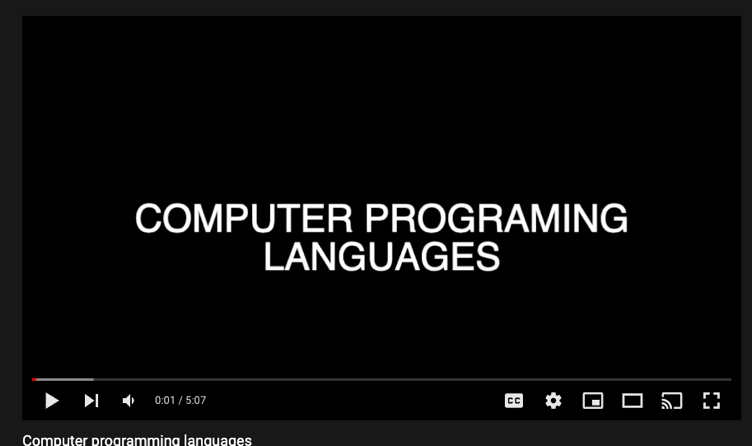 COMPUTER PROGRAMING
LANGUAGES
0:01 / 5:07
CC
Computer programming languages